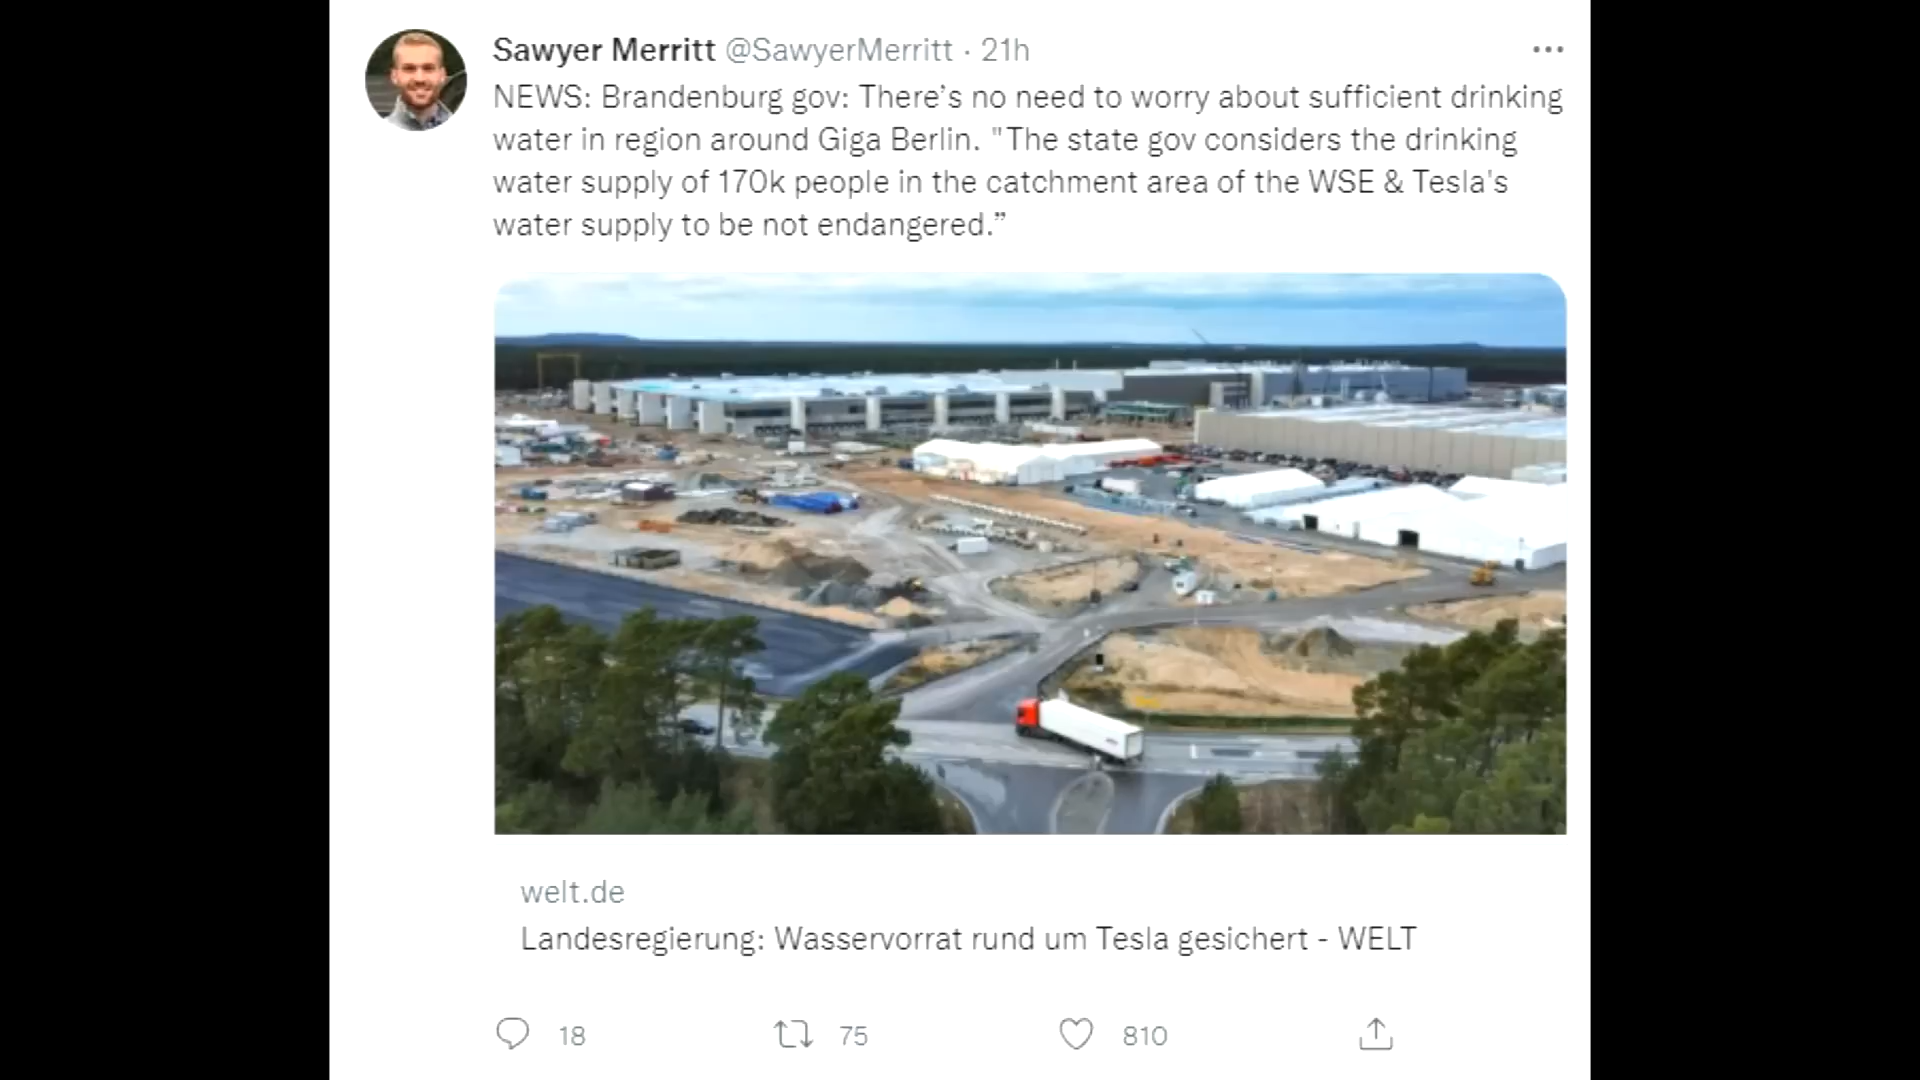 Sawyer Merritt @SawyerMerritt · 21h
NEWS: Brandenburg gov: There’s no need to worry about sufficient drinking
water in region around Giga Berlin. "The state gov considers the drinking
water supply of 170k people in the catchment area of the WSE & Tesla's
water supply to be not endangered.”
welt.de
Landesregierung: Wasservorrat rund um Tesla gesichert - WELT
18 75 810